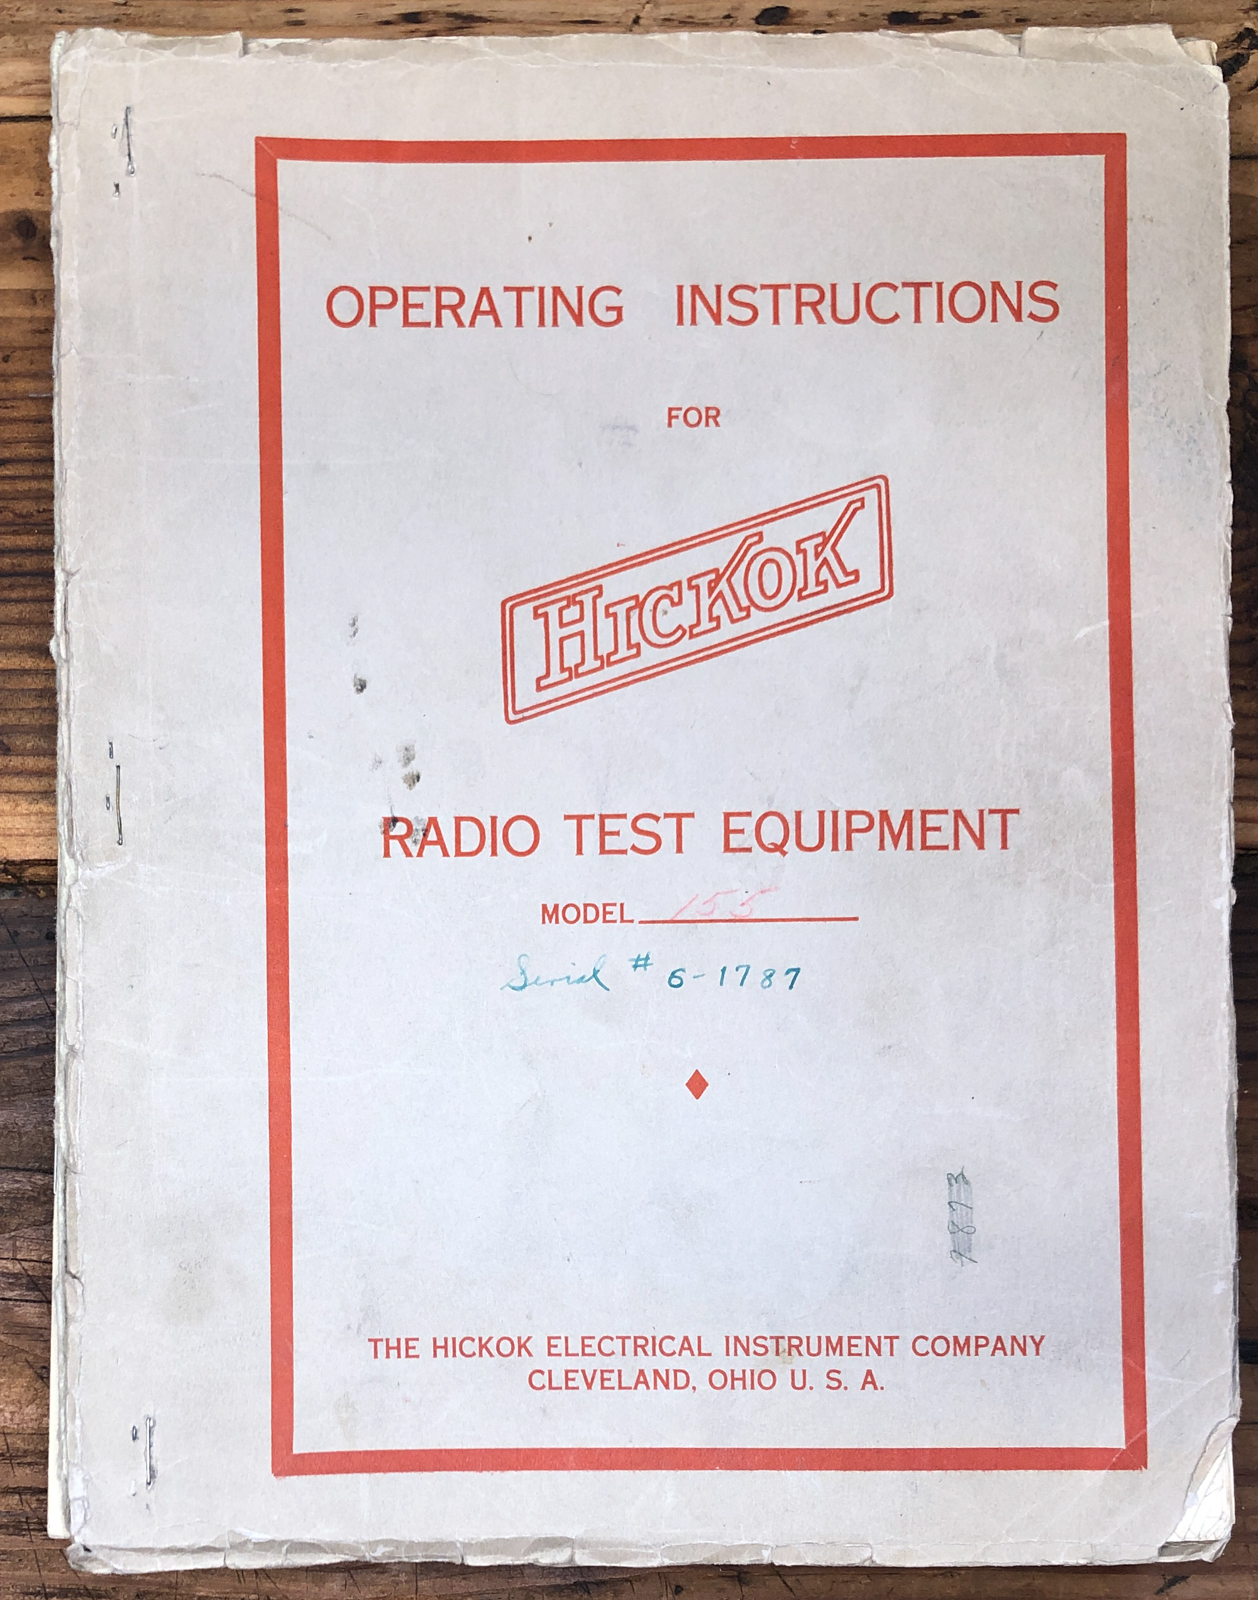 OPERATING INSTRUCTIONS
FOR
HICKOK
RADIO TEST EQUIPMENT
MODEL 155
Serial # 6-1787
7873
THE HICKOK ELECTRICAL INSTRUMENT COMPANY
CLEVELAND, OHIO U. S. A.